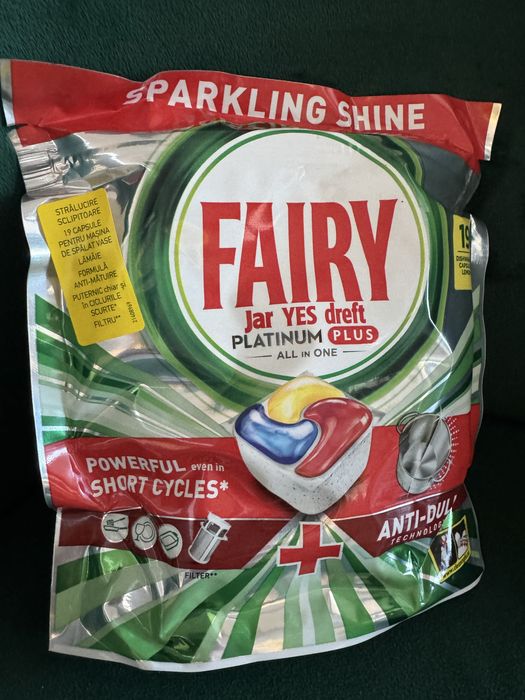 SPARKLING SHINE
STRĂLUCIRE
SCLIPITOARE
19 CAPSULE
PENTRU MAȘINA
DE SPĂLAT VASE
LĂMÂIE
FORMULĂ
ANTI-MĂTUIRE
PUTERNIC chiar și
în CICLURILE
SCURTE*
FILTRU**
21408749
FAIRY
Jar YES dreft
PLATINUM PLUS
ALL IN ONE
19
POWERFUL even in
SHORT CYCLES*
FILTER**
ANTI-DULL
TECHNOLOGY